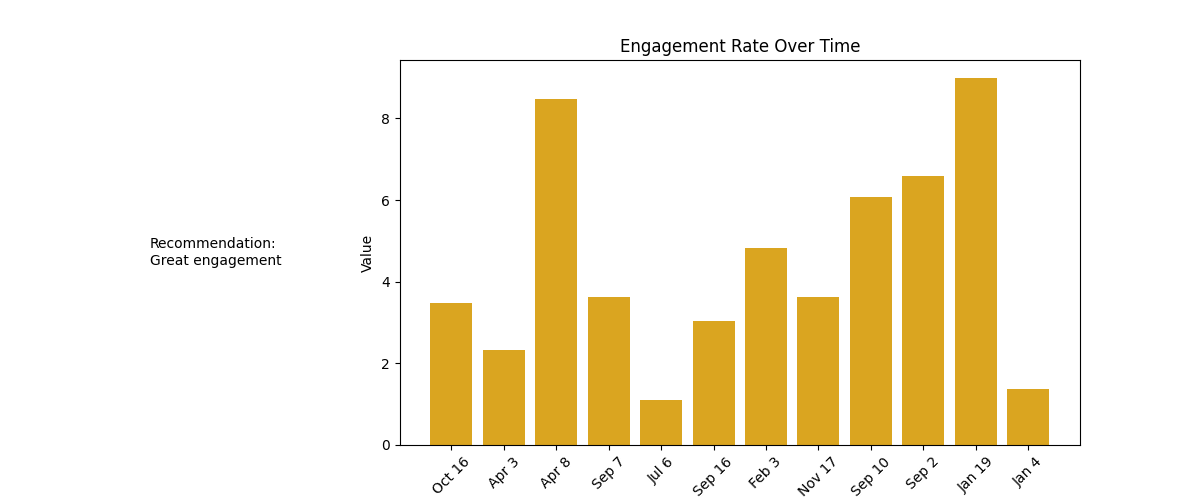 Engagement Rate Over Time
Recommendation:
Great engagement
Value
8
6
4
2
0
Oct 16
Apr 3
Apr 8
Sep 7
Jul 6
Sep 16
Feb 3
Nov 17
Sep 10
Sep 2
Jan 19
Jan 4